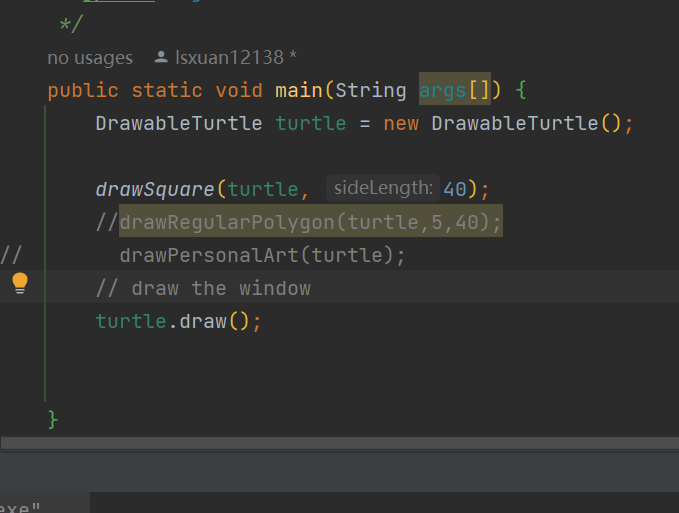 */
no usages lsxuan12138 *
public static void main(String args[]) {
DrawableTurtle turtle = new DrawableTurtle();
drawSquare(turtle, sideLength: 40);
//drawRegularPolygon(turtle,5,40);
// drawPersonalArt(turtle);
// draw the window
turtle.draw();
}
exe"